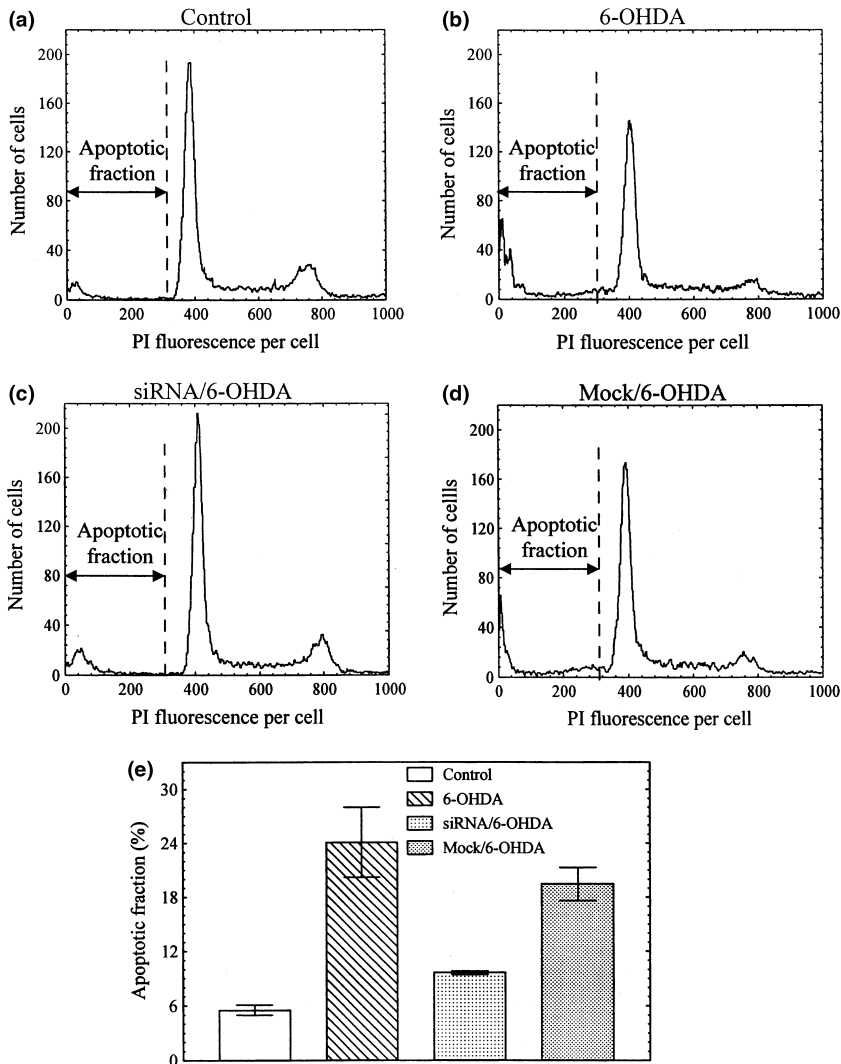 (a) Control
Number of cells
200
160
120
80
40
0
Apoptotic
fraction
0 200 400 600 800 1000
PI fluorescence per cell
(b) 6-OHDA
Number of cells
200
160
120
80
40
0
Apoptotic
fraction
0 200 400 600 800 1000
PI fluorescence per cell
(c) siRNA/6-OHDA
Number of cells
200
160
120
80
40
0
Apoptotic
fraction
0 200 400 600 800 1000
PI fluorescence per cell
(d) Mock/6-OHDA
Number of cellls
200
160
120
80
40
0
Apoptotic
fraction
0 200 400 600 800 1000
PI fluorescence per cell
(e)
Apoptotic fraction (%)
30
24
18
12
6
0
Control
6-OHDA
siRNA/6-OHDA
Mock/6-OHDA